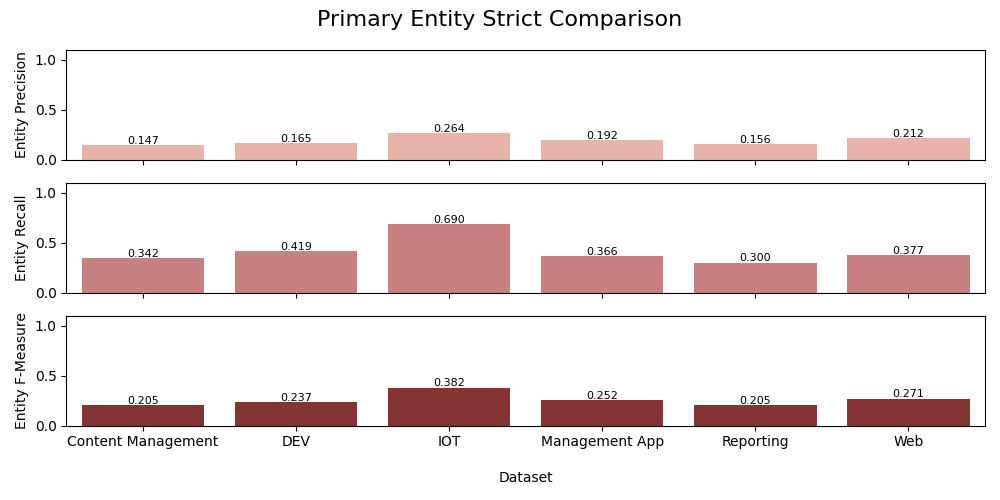 Primary Entity Strict Comparison
Entity Precision
1.0
0.5
0.0
0.147
0.165
0.264
0.192
0.156
0.212
Entity Recall
1.0
0.5
0.0
0.342
0.419
0.690
0.366
0.300
0.377
Entity F-Measure
1.0
0.5
0.0
0.205
0.237
0.382
0.252
0.205
0.271
Content Management
DEV
IOT
Management App
Reporting
Web
Dataset